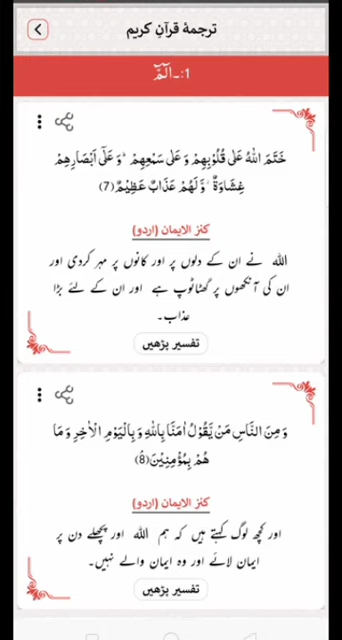 ترجمۂ قرآنِ کریم
1:۔الٓمّٓ
خَتَمَ اللّٰهُ عَلٰى قُلُوْبِهِمْ وَ عَلٰى سَمْعِهِمْؕ-وَ عَلٰۤى اَبْصَارِهِمْ
غِشَاوَةٌ٘-وَّ لَهُمْ عَذَابٌ عَظِیْمٌ(7)
کنز الایمان (اردو)
اللہ نے ان کے دلوں پر اور کانوں پر مہر کردی اور
ان کی آنکھوں پر گھٹاٹوپ ہے اور ان کے لئے بڑا
عذاب۔
تفسیر پڑھیں
وَ مِنَ النَّاسِ مَنْ یَّقُوْلُ اٰمَنَّا بِاللّٰهِ وَ بِالْیَوْمِ الْاٰخِرِ وَ مَا
هُمْ بِمُؤْمِنِیْنَۘ(8)
کنز الایمان (اردو)
اور کچھ لوگ کہتے ہیں کہ ہم اللہ اور پچھلے دن پر
ایمان لائے اور وہ ایمان والے نہیں۔
تفسیر پڑھیں